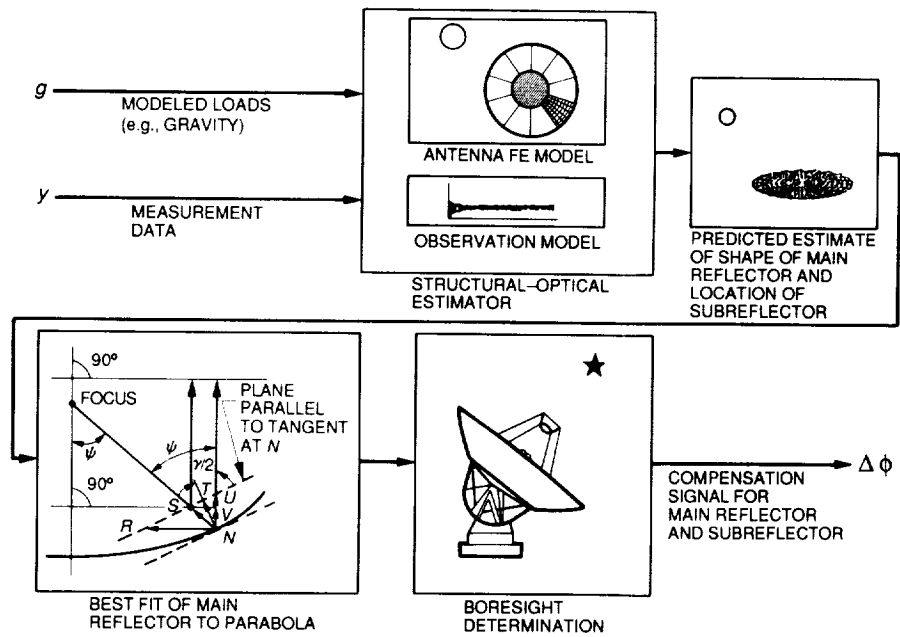 g
MODELED LOADS
(e.g., GRAVITY)
y
MEASUREMENT
DATA
ANTENNA FE MODEL
OBSERVATION MODEL
STRUCTURAL–OPTICAL
ESTIMATOR
PREDICTED ESTIMATE
OF SHAPE OF MAIN
REFLECTOR AND
LOCATION OF
SUBREFLECTOR
90°
FOCUS
PLANE
PARALLEL
TO TANGENT
AT N
ψ
ψ
γ/2
90°
S
T
U
V
R
N
BEST FIT OF MAIN
REFLECTOR TO PARABOLA
BORESIGHT
DETERMINATION
Δϕ
COMPENSATION
SIGNAL FOR
MAIN REFLECTOR
AND SUBREFLECTOR